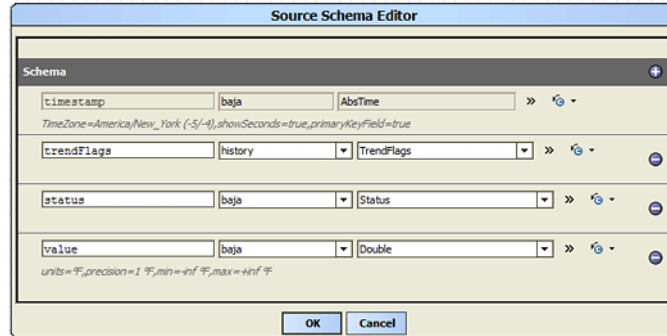 Source Schema Editor
Schema
timestamp baja AbsTime »
TimeZone=America/New_York (-5/-4),showSeconds=true,primaryKeyField=true
trendFlags history TrendFlags »
status baja Status »
value baja Double »
units=°F,precision=1 °F,min=-inf °F,max=+inf °F
OK Cancel